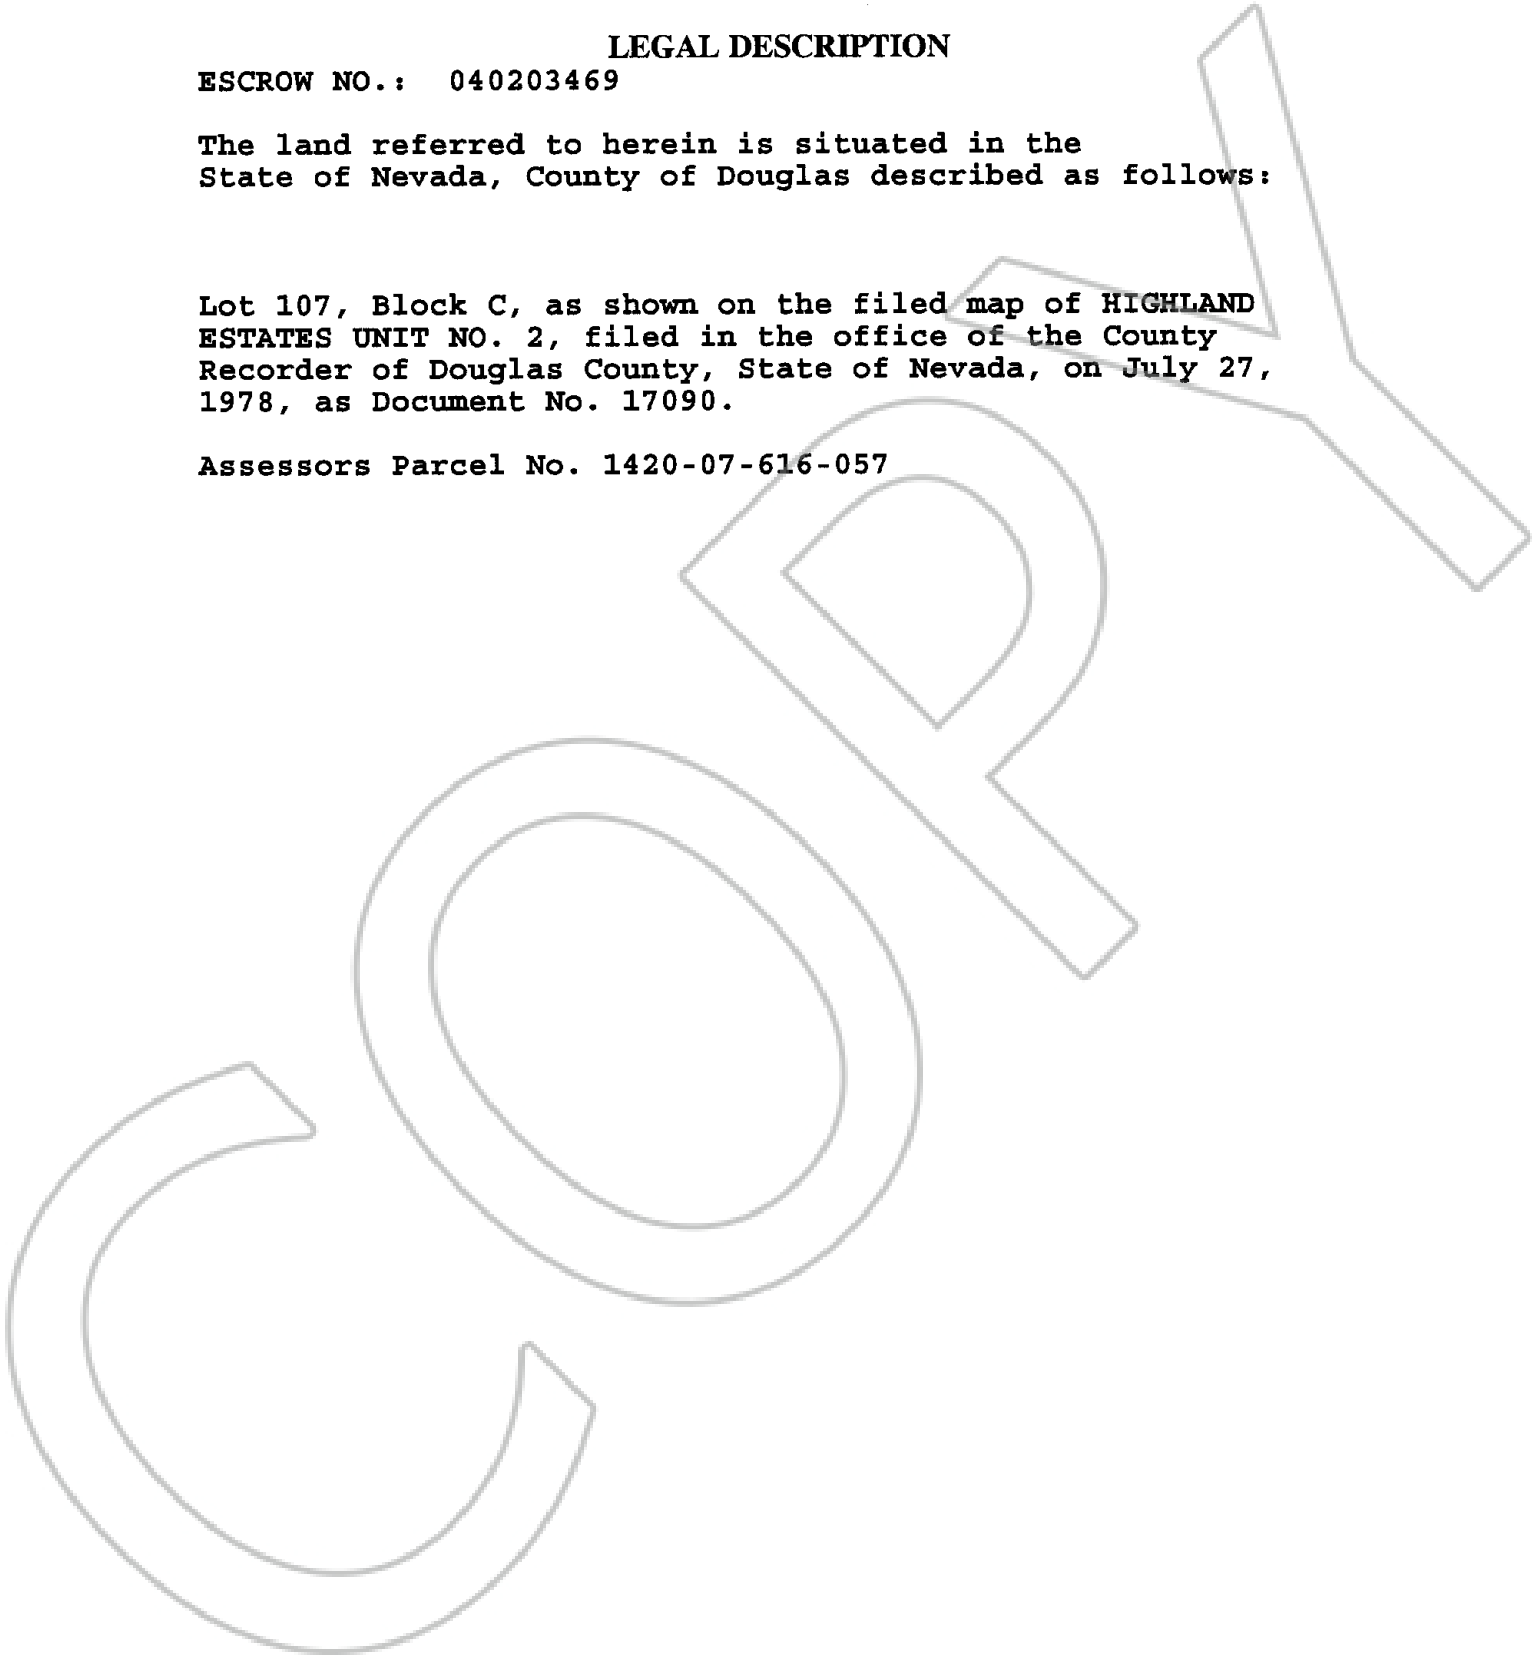 LEGAL DESCRIPTION
ESCROW NO.: 040203469
The land referred to herein is situated in the
State of Nevada, County of Douglas described as follows:
Lot 107, Block C, as shown on the filed map of HIGHLAND
ESTATES UNIT NO. 2, filed in the office of the County
Recorder of Douglas County, State of Nevada, on July 27,
1978, as Document No. 17090.
Assessors Parcel No. 1420-07-616-057
COPY